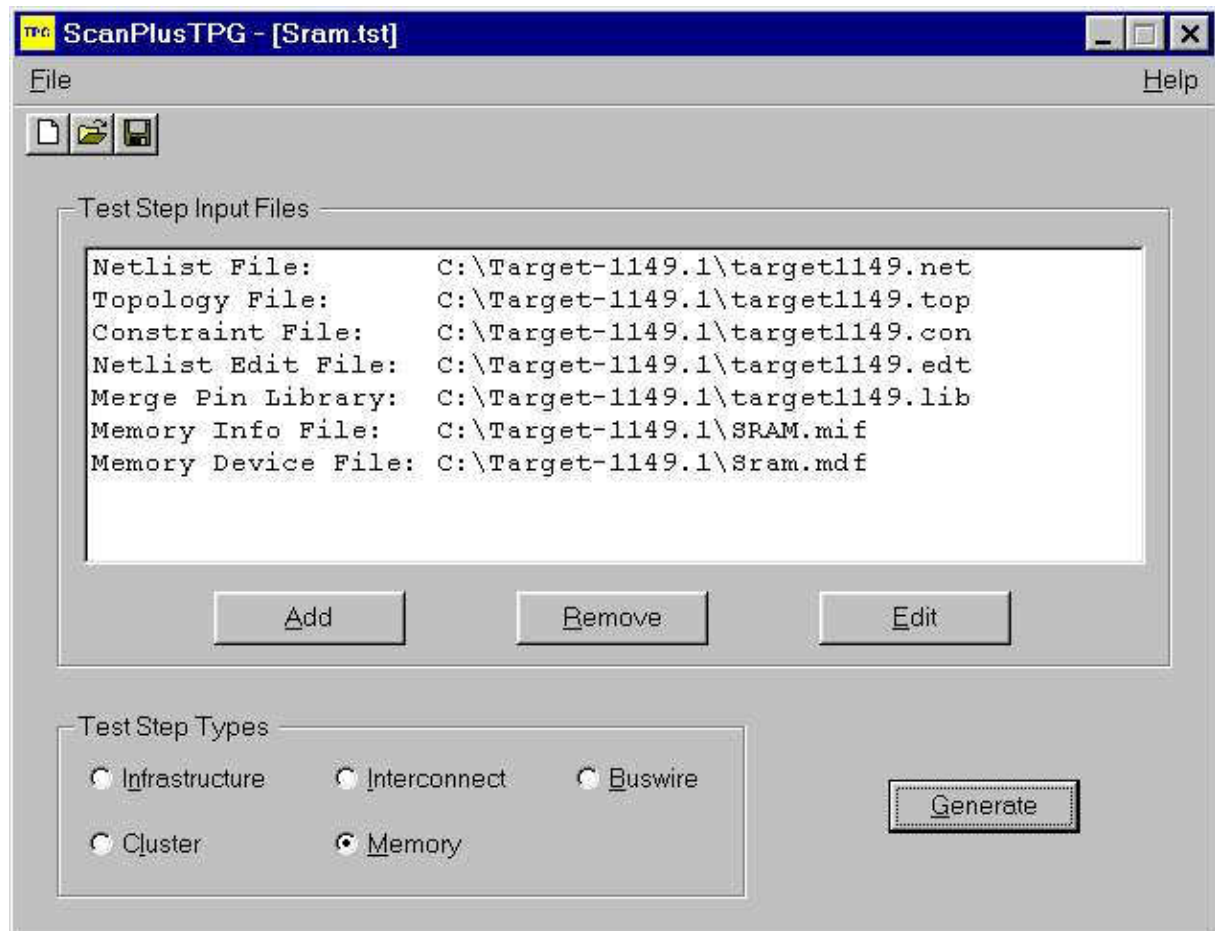 TPG ScanPlusTPG - [Sram.tst]
File Help
Test Step Input Files
Netlist File: C:\Target-1149.1\target1149.net
Topology File: C:\Target-1149.1\target1149.top
Constraint File: C:\Target-1149.1\target1149.con
Netlist Edit File: C:\Target-1149.1\target1149.edt
Merge Pin Library: C:\Target-1149.1\target1149.lib
Memory Info File: C:\Target-1149.1\SRAM.mif
Memory Device File: C:\Target-1149.1\Sram.mdf
Add Remove Edit
Test Step Types
Infrastructure Interconnect Buswire
Cluster Memory
Generate